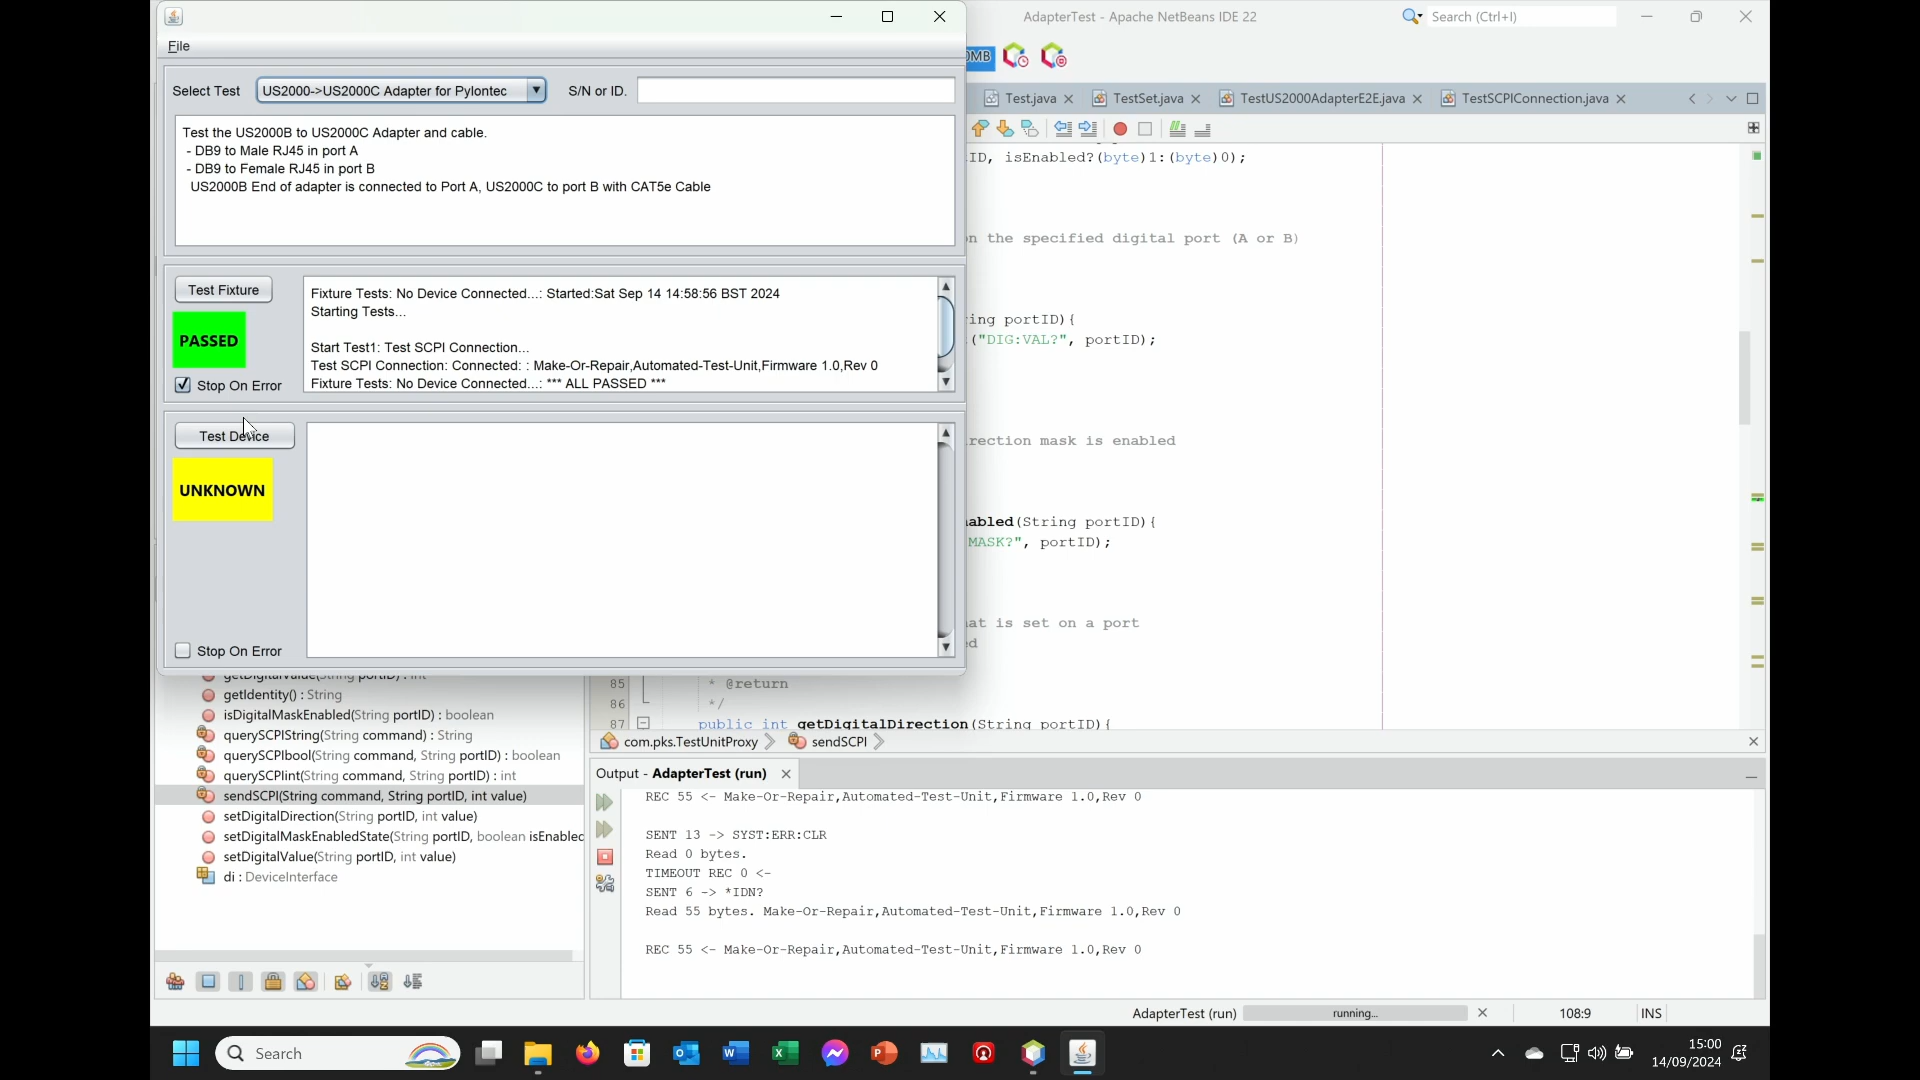 File
AdapterTest - Apache NetBeans IDE 22
Search (Ctrl+I)
Select Test
US2000->US2000C Adapter for Pylontec
S/N or ID.
Test.java
TestSet.java
TestUS2000AdapterE2E.java
TestSCPIConnection.java
Test the US2000B to US2000C Adapter and cable.
- DB9 to Male RJ45 in port A
- DB9 to Female RJ45 in port B
US2000B End of adapter is connected to Port A, US2000C to port B with CAT5e Cable
ID, isEnabled?(byte)1:(byte)0);
n the specified digital port (A or B)
ing portID){
("DIG:VAL?", portID);
rection mask is enabled
abled(String portID){
MASK?", portID);
at is set on a port
d
Test Fixture
PASSED
Stop On Error
Fixture Tests: No Device Connected...: Started:Sat Sep 14 14:58:56 BST 2024
Starting Tests...
Start Test1: Test SCPI Connection...
Test SCPI Connection: Connected: : Make-Or-Repair,Automated-Test-Unit,Firmware 1.0,Rev 0
Fixture Tests: No Device Connected...: *** ALL PASSED ***
Test Device
UNKNOWN
Stop On Error
getDigitalValue(String portID) : int
getIdentity() : String
isDigitalMaskEnabled(String portID) : boolean
querySCPIString(String command) : String
querySCPIbool(String command, String portID) : boolean
querySCPIint(String command, String portID) : int
sendSCPI(String command, String portID, int value)
setDigitalDirection(String portID, int value)
setDigitalMaskEnabledState(String portID, boolean isEnabled
setDigitalValue(String portID, int value)
di : DeviceInterface
85 * @return
86 */
87 public int getDigitalDirection(String portID){
com.pks.TestUnitProxy
sendSCPI
Output - AdapterTest (run)
REC 55 <- Make-Or-Repair,Automated-Test-Unit,Firmware 1.0,Rev 0
SENT 13 -> SYST:ERR:CLR
Read 0 bytes.
TIMEOUT REC 0 <-
SENT 6 -> *IDN?
Read 55 bytes. Make-Or-Repair,Automated-Test-Unit,Firmware 1.0,Rev 0
REC 55 <- Make-Or-Repair,Automated-Test-Unit,Firmware 1.0,Rev 0
AdapterTest (run)
running...
108:9
INS
Search
15:00
14/09/2024